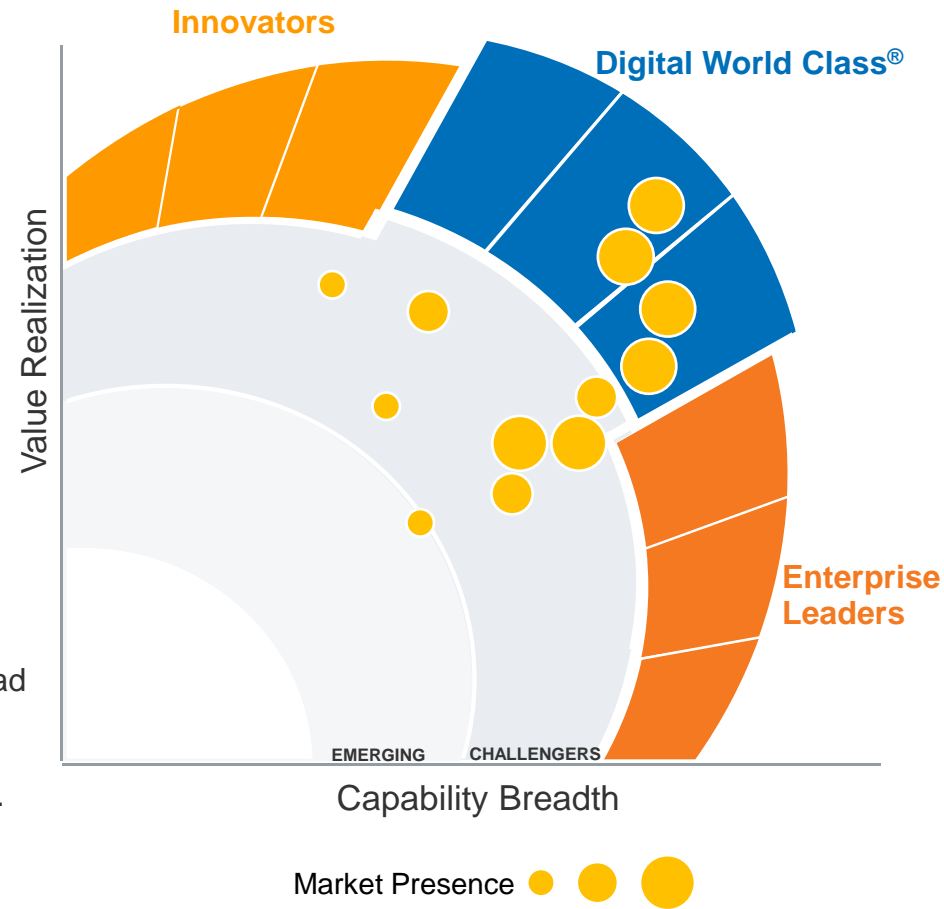 Innovators
Digital World Class®
Value Realization
Enterprise
Leaders
EMERGING
CHALLENGERS
Capability Breadth
Market Presence